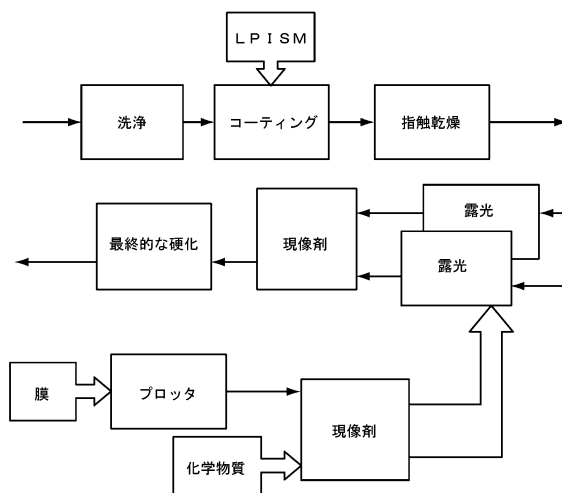 ＬＰＩＳＭ
洗浄
コーティング
指触乾燥
露光
最終的な硬化
現像剤
露光
膜
プロッタ
現像剤
化学物質